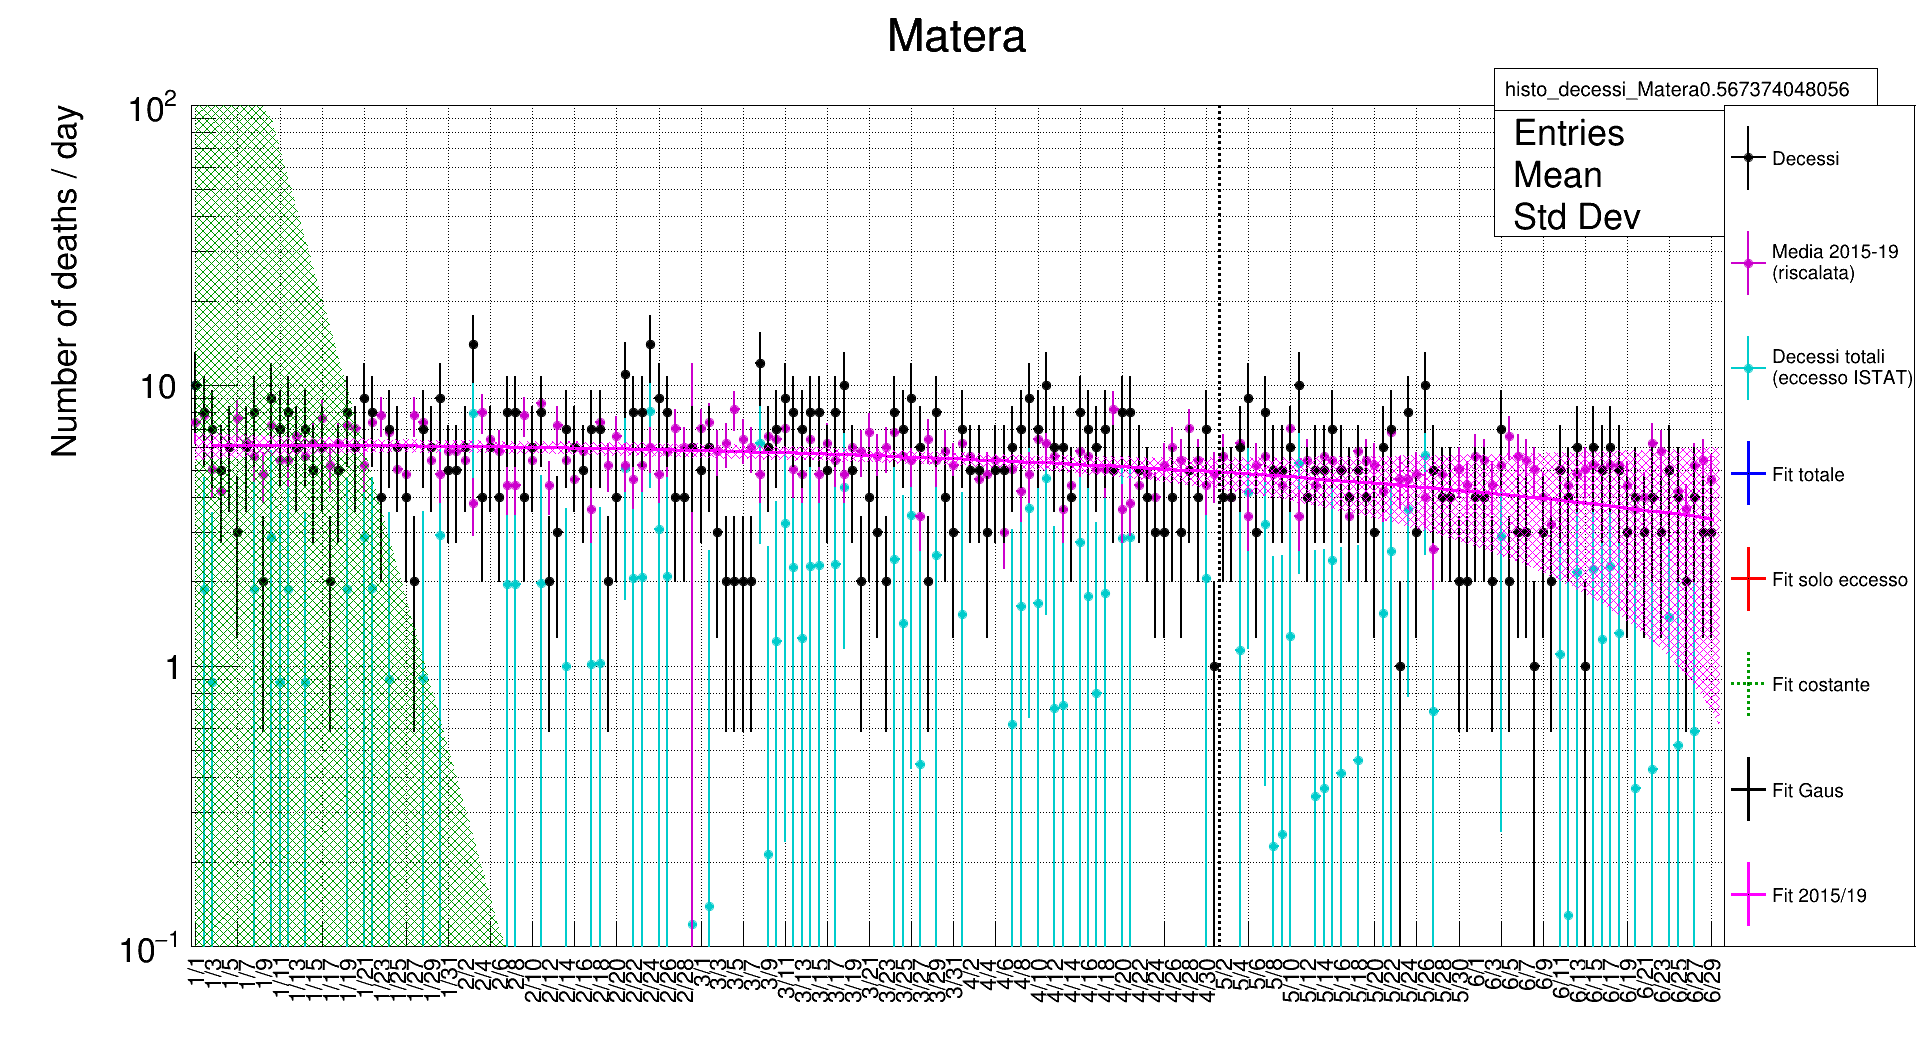 Matera
histo_decessi_Matera0.567374048056
Entries
Mean
Std Dev
Number of deaths / day
10²
10
1
10⁻¹
Decessi
Media 2015-19
(riscalata)
Decessi totali
(eccesso ISTAT)
Fit totale
Fit solo eccesso
Fit costante
Fit Gaus
Fit 2015/19
1/1 1/3 1/5 1/7 1/9 1/11 1/13 1/15 1/17 1/19 1/21 1/23 1/25 1/27 1/29 1/31 2/2 2/4 2/6 2/8 2/10 2/12 2/14 2/16 2/18 2/20 2/22 2/24 2/26 2/28 3/1 3/3 3/5 3/7 3/9 3/11 3/13 3/15 3/17 3/19 3/21 3/23 3/25 3/27 3/29 3/31 4/2 4/4 4/6 4/8 4/10 4/12 4/14 4/16 4/18 4/20 4/22 4/24 4/26 4/28 4/30 5/2 5/4 5/6 5/8 5/10 5/12 5/14 5/16 5/18 5/20 5/22 5/24 5/26 5/28 5/30 6/1 6/3 6/5 6/7 6/9 6/11 6/13 6/15 6/17 6/19 6/21 6/23 6/25 6/27 6/29